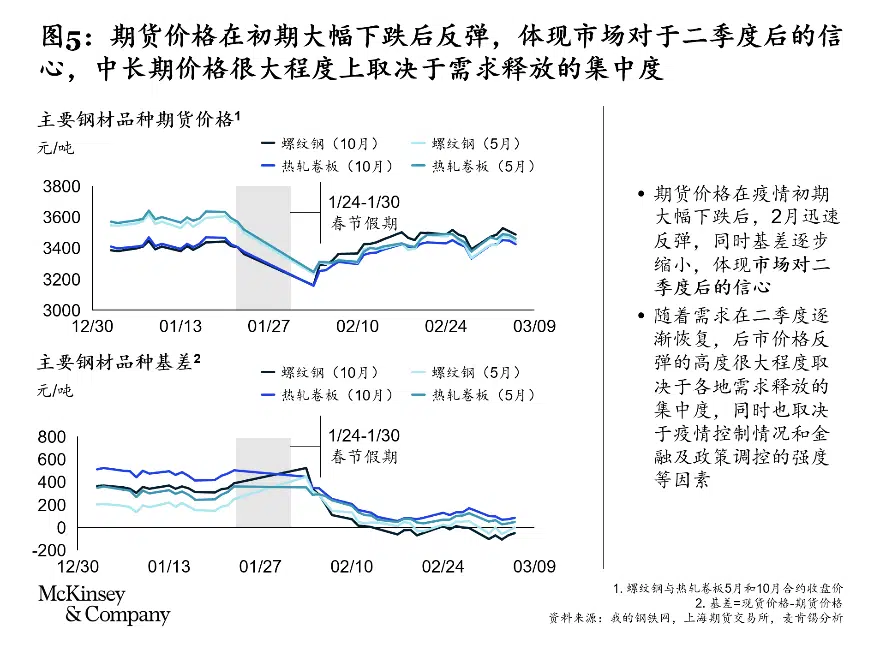 图5：期货价格在初期大幅下跌后反弹，体现市场对于二季度后的信
心，中长期价格很大程度上取决于需求释放的集中度
主要钢材品种期货价格1
元/吨
螺纹钢（10月）
螺纹钢（5月）
热轧卷板（10月）
热轧卷板（5月）
3800
3600
3400
3200
3000
1/24-1/30
春节假期
12/30
01/13
01/27
02/10
02/24
03/09
主要钢材品种基差2
元/吨
螺纹钢（10月）
螺纹钢（5月）
热轧卷板（10月）
热轧卷板（5月）
800
600
400
200
0
-200
1/24-1/30
春节假期
12/30
01/13
01/27
02/10
02/24
03/09
• 期货价格在疫情初期
大幅下跌后，2月迅速
反弹，同时基差逐步
缩小，体现市场对二
季度后的信心
• 随着需求在二季度逐
渐恢复，后市价格反
弹的高度很大程度取
决于各地需求释放的
集中度，同时也取决
于疫情控制情况和金
融及政策调控的强度
等因素
McKinsey
& Company
1. 螺纹钢与热轧卷板5月和10月合约收盘价
2. 基差=现货价格-期货价格
资料来源：我的钢铁网，上海期货交易所，麦肯锡分析